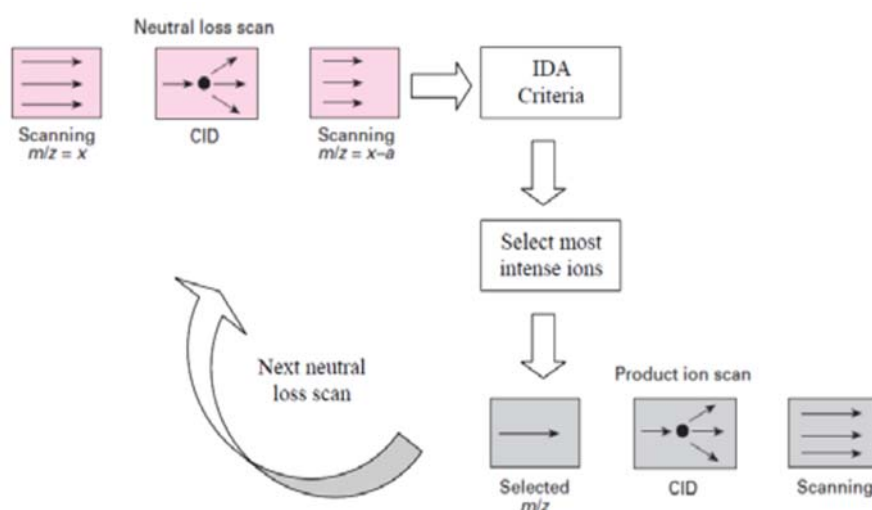 Neutral loss scan
IDA
Criteria
Scanning
m/z = x
CID
Scanning
m/z = x–a
Select most
intense ions
Next neutral
loss scan
Product ion scan
Selected
m/z
CID
Scanning